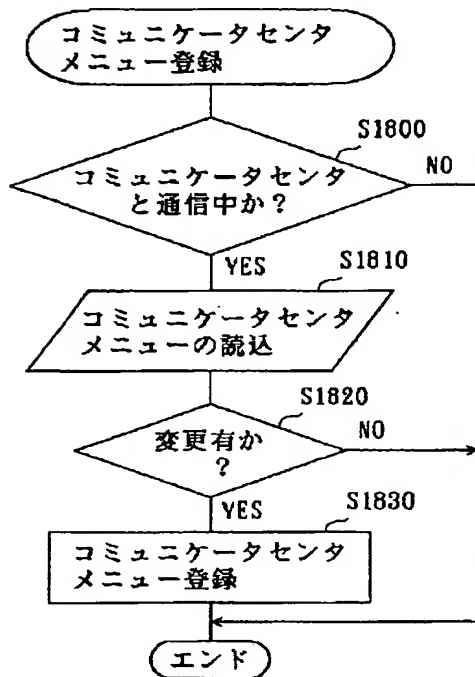 コミュニケータセンタ
メニュー登録
S1800
NO
コミュニケータセンタ
と通信中か?
YES
S1810
コミュニケータセンタ
メニューの読込
S1820
NO
変更有か
?
YES
S1830
コミュニケータセンタ
メニュー登録
エンド